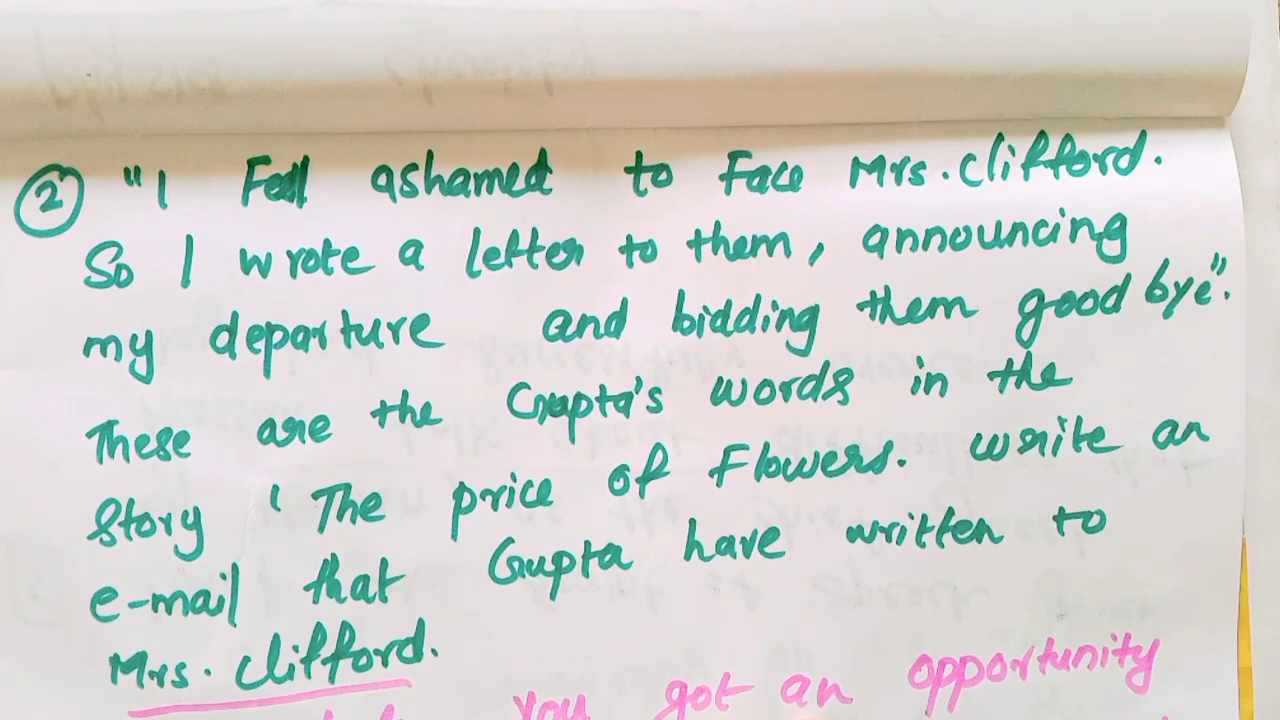 ② "I Fell ashamed to Face Mrs. Clifford.
So I wrote a letter to them, announcing
my departure and bidding them good bye".
These are the Gupta's words in the
Story ' The price of Flowers. Write an
e-mail that Gupta have written to
Mrs. Clifford.
You got an opportunity